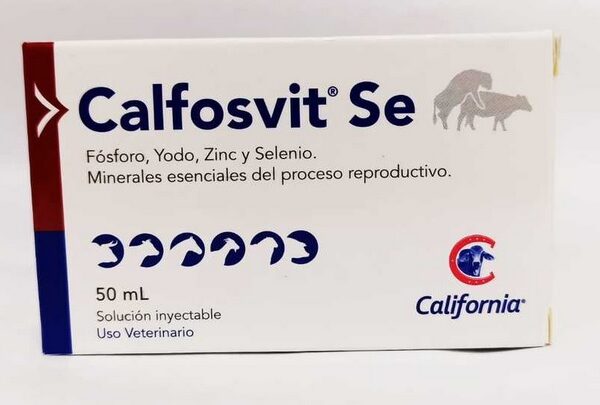 Calfosvit® Se
Fósforo, Yodo, Zinc y Selenio.
Minerales esenciales del proceso reproductivo.
50 mL
Solución inyectable
Uso Veterinario
California®